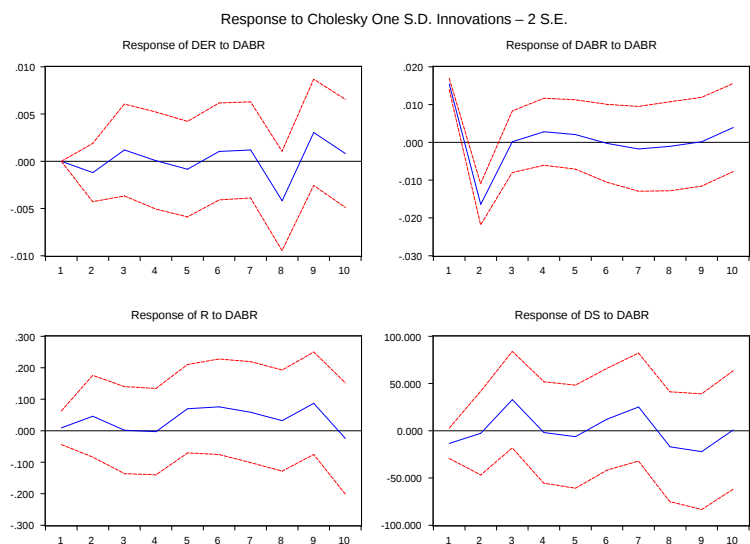 Response to Cholesky One S.D. Innovations – 2 S.E.
Response of DER to DABR
.010
.005
.000
-.005
-.010
1 2 3 4 5 6 7 8 9 10
Response of DABR to DABR
.020
.010
.000
-.010
-.020
-.030
1 2 3 4 5 6 7 8 9 10
Response of R to DABR
.300
.200
.100
.000
-.100
-.200
-.300
1 2 3 4 5 6 7 8 9 10
Response of DS to DABR
100.000
50.000
0.000
-50.000
-100.000
1 2 3 4 5 6 7 8 9 10